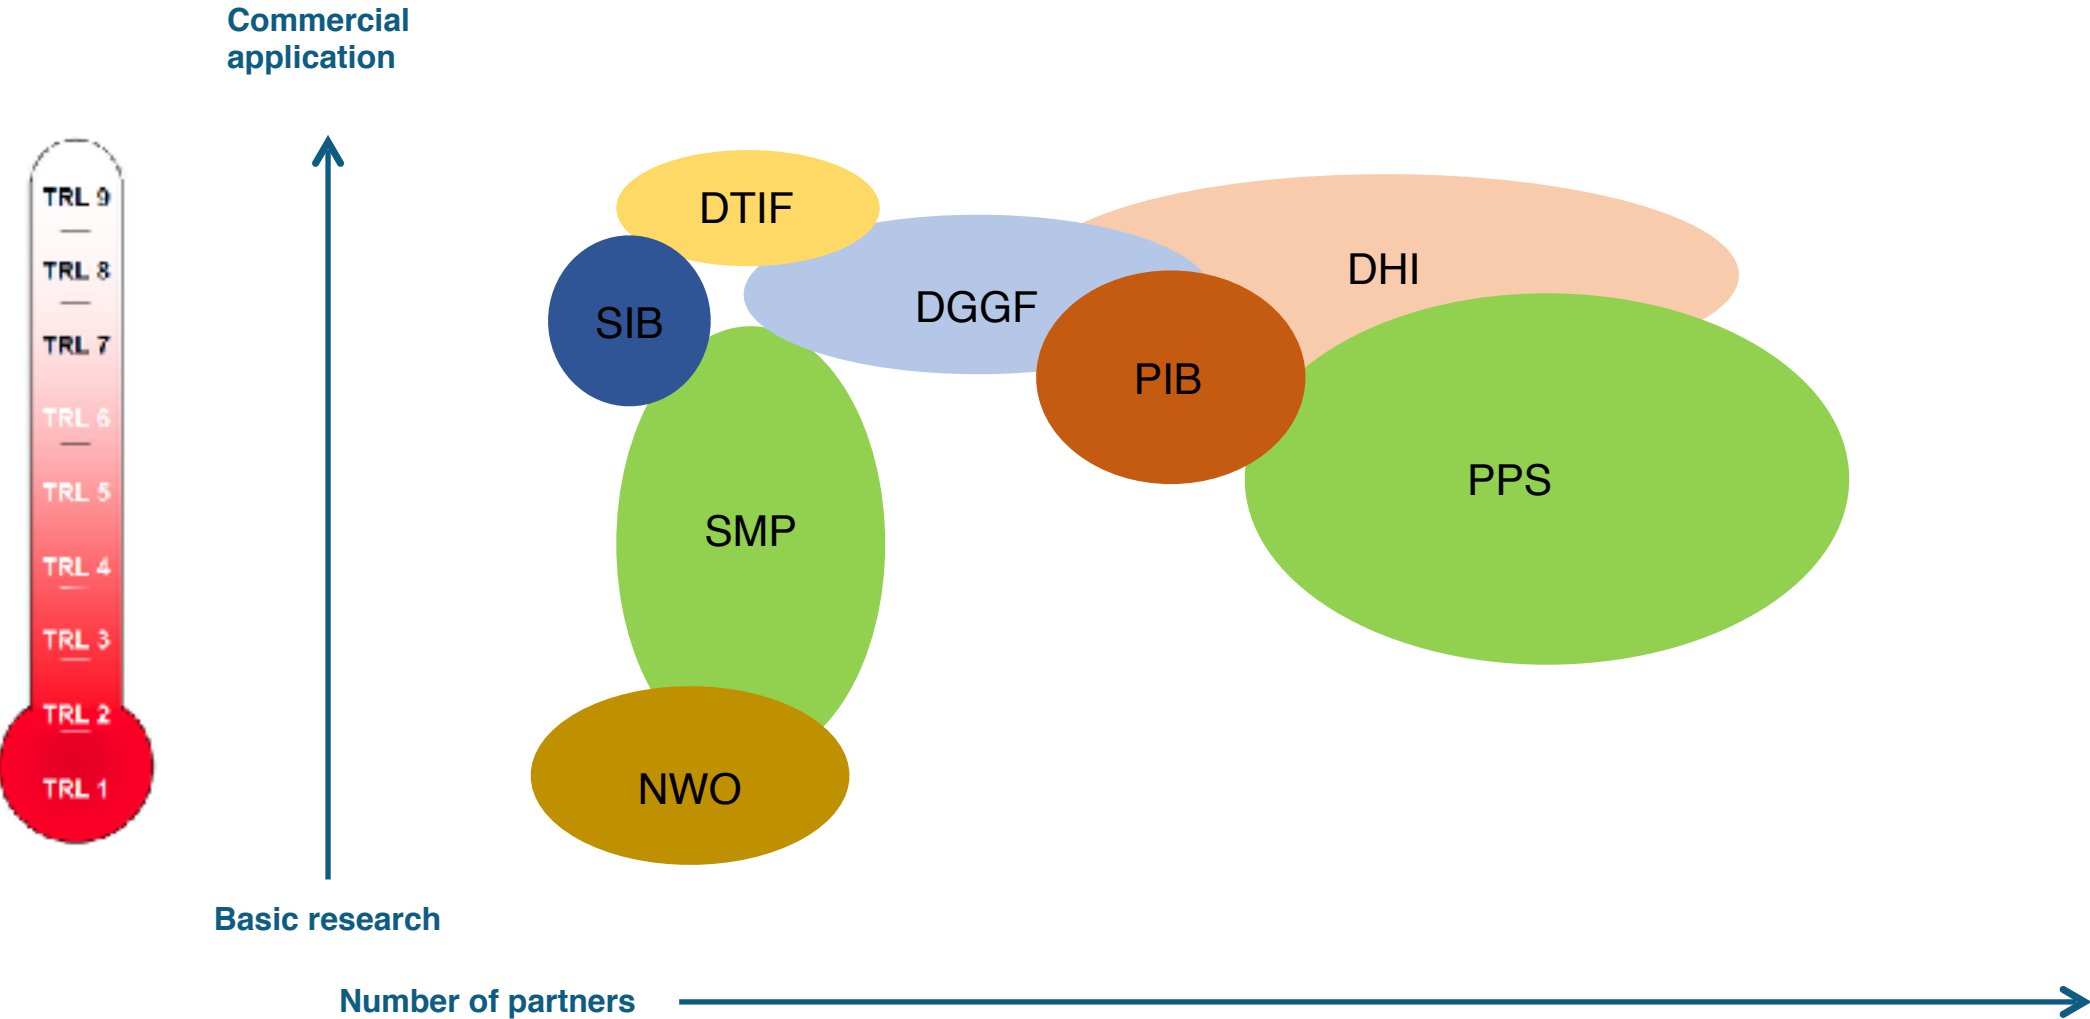 Commercial
application
TRL 9
TRL 8
TRL 7
TRL 6
TRL 5
TRL 4
TRL 3
TRL 2
TRL 1
DTIF
DHI
DGGF
SIB
PIB
PPS
SMP
NWO
Basic research
Number of partners